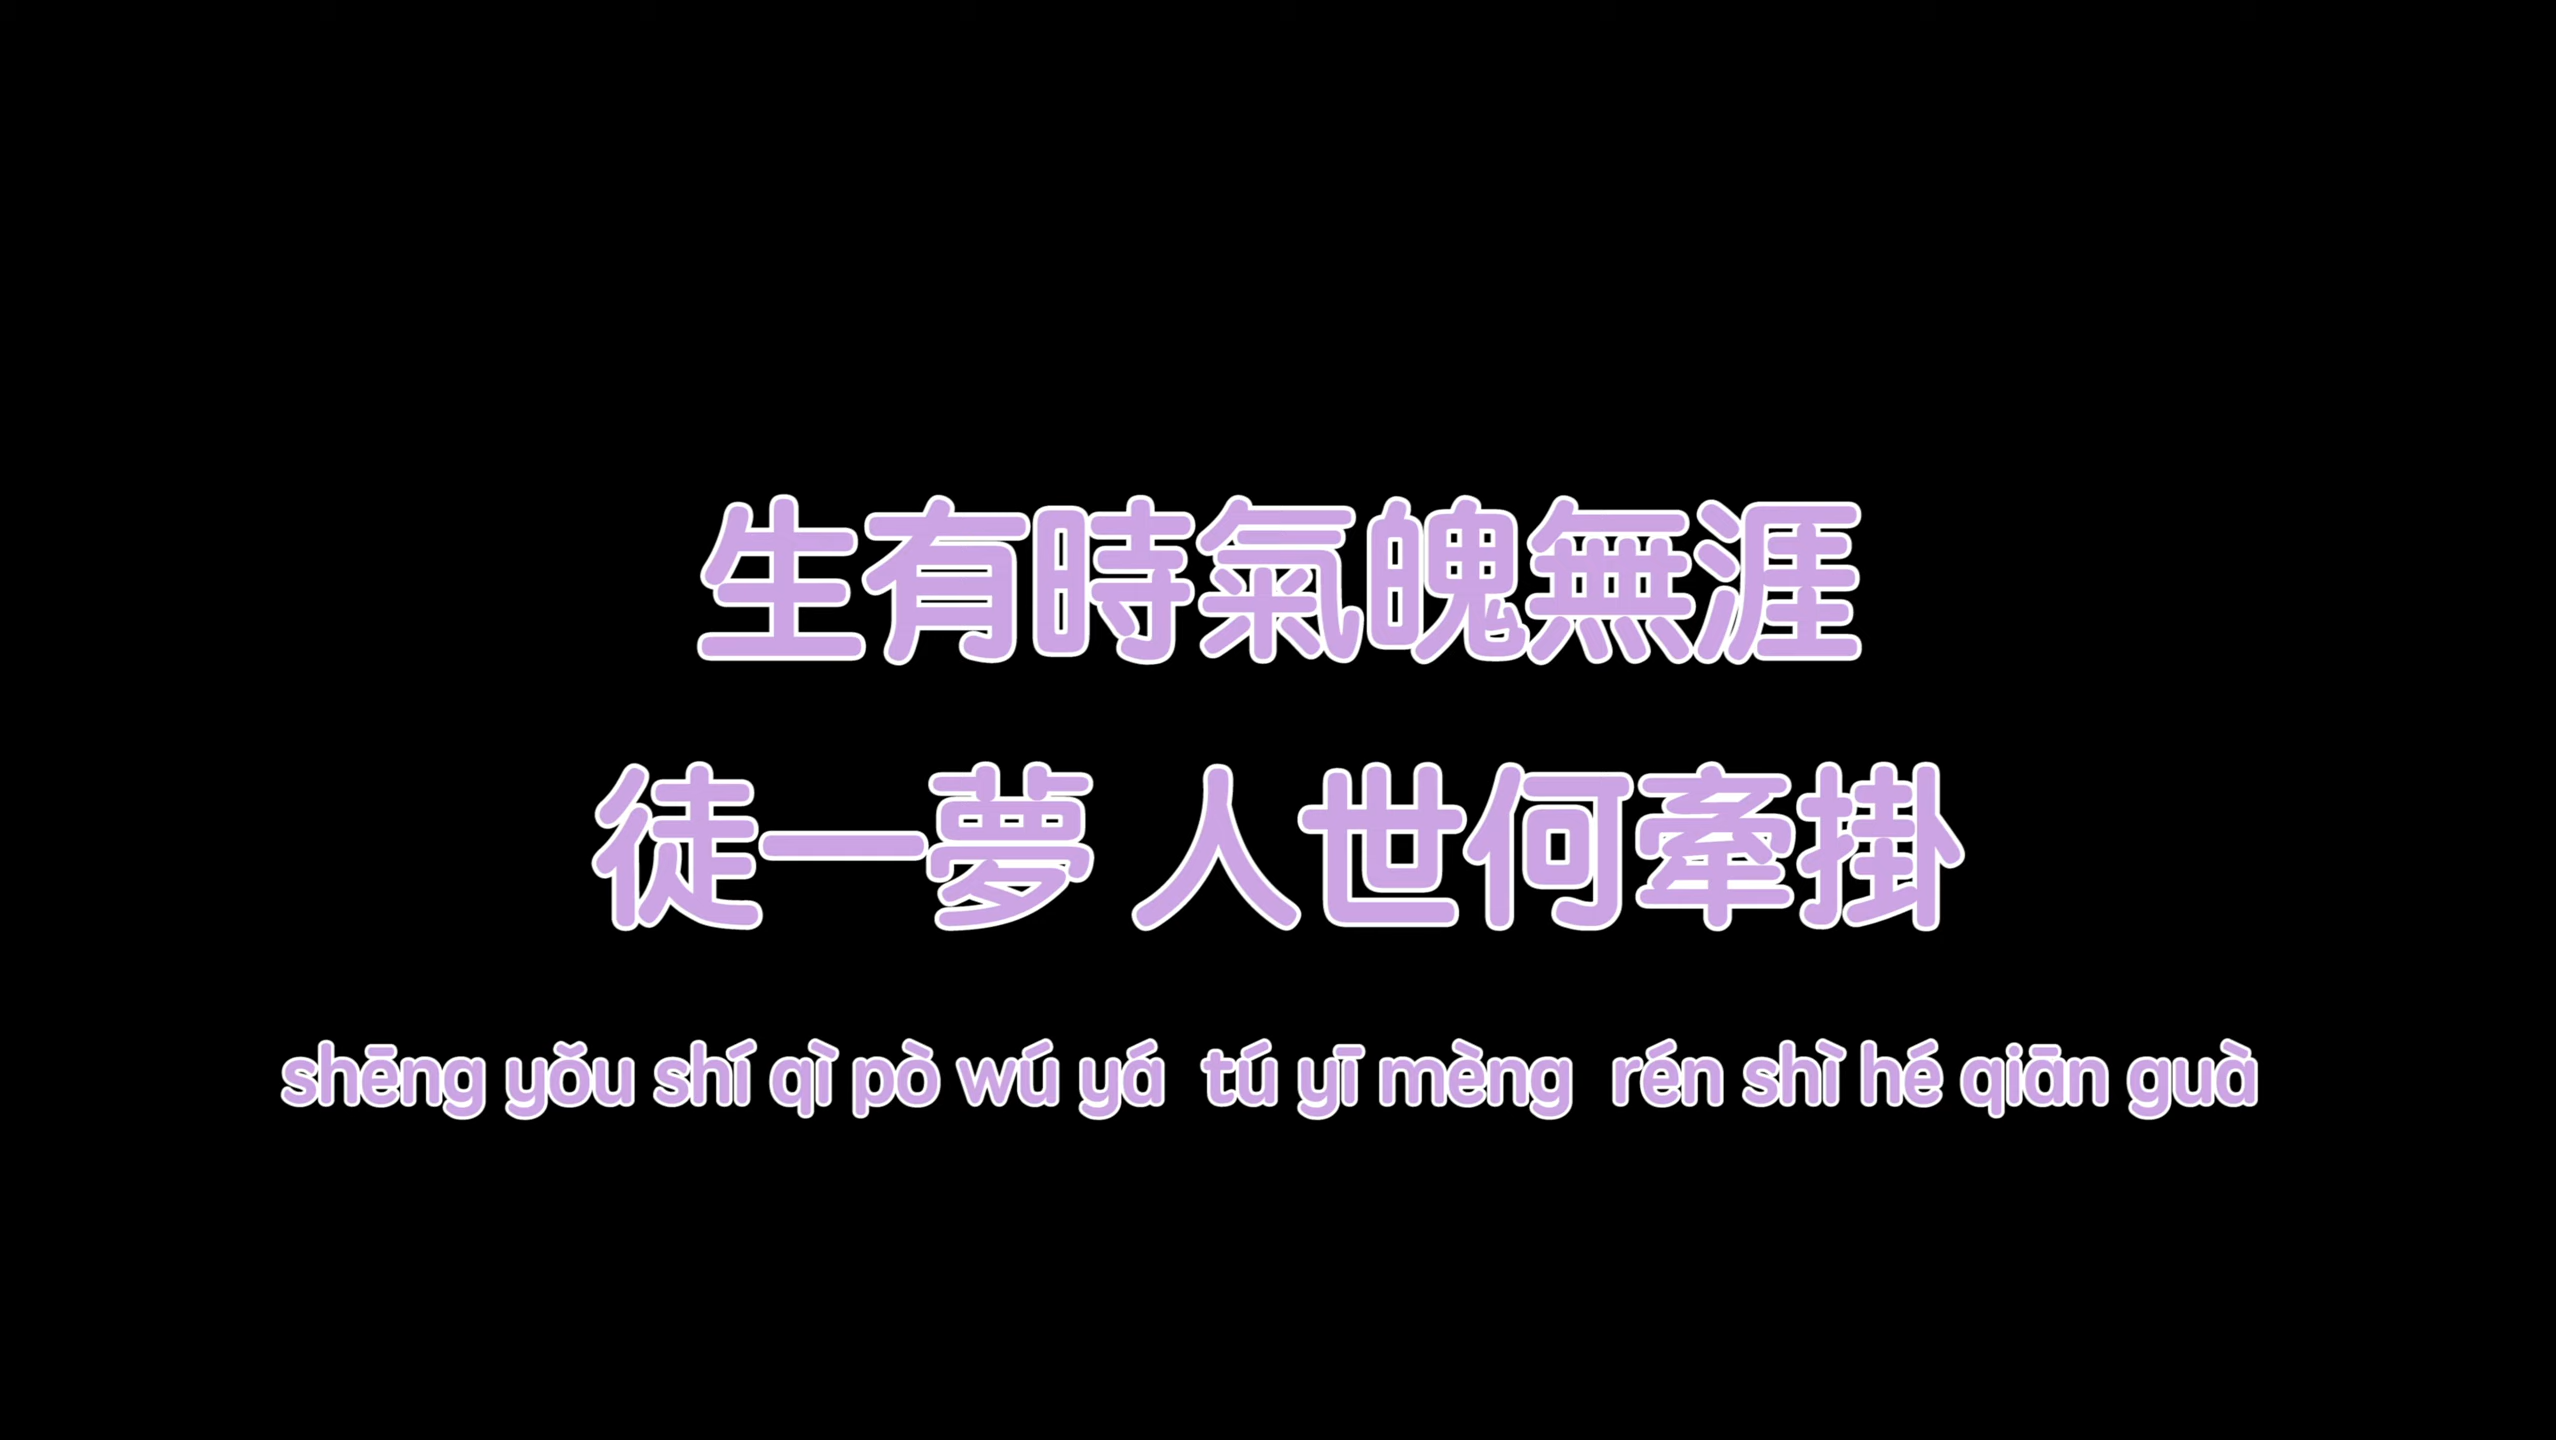 生有時氣魄無涯
徒一夢 人世何牽掛
shēng yǒu shí qì pò wú yá  tú yī mèng  rén shì hé qiān guà